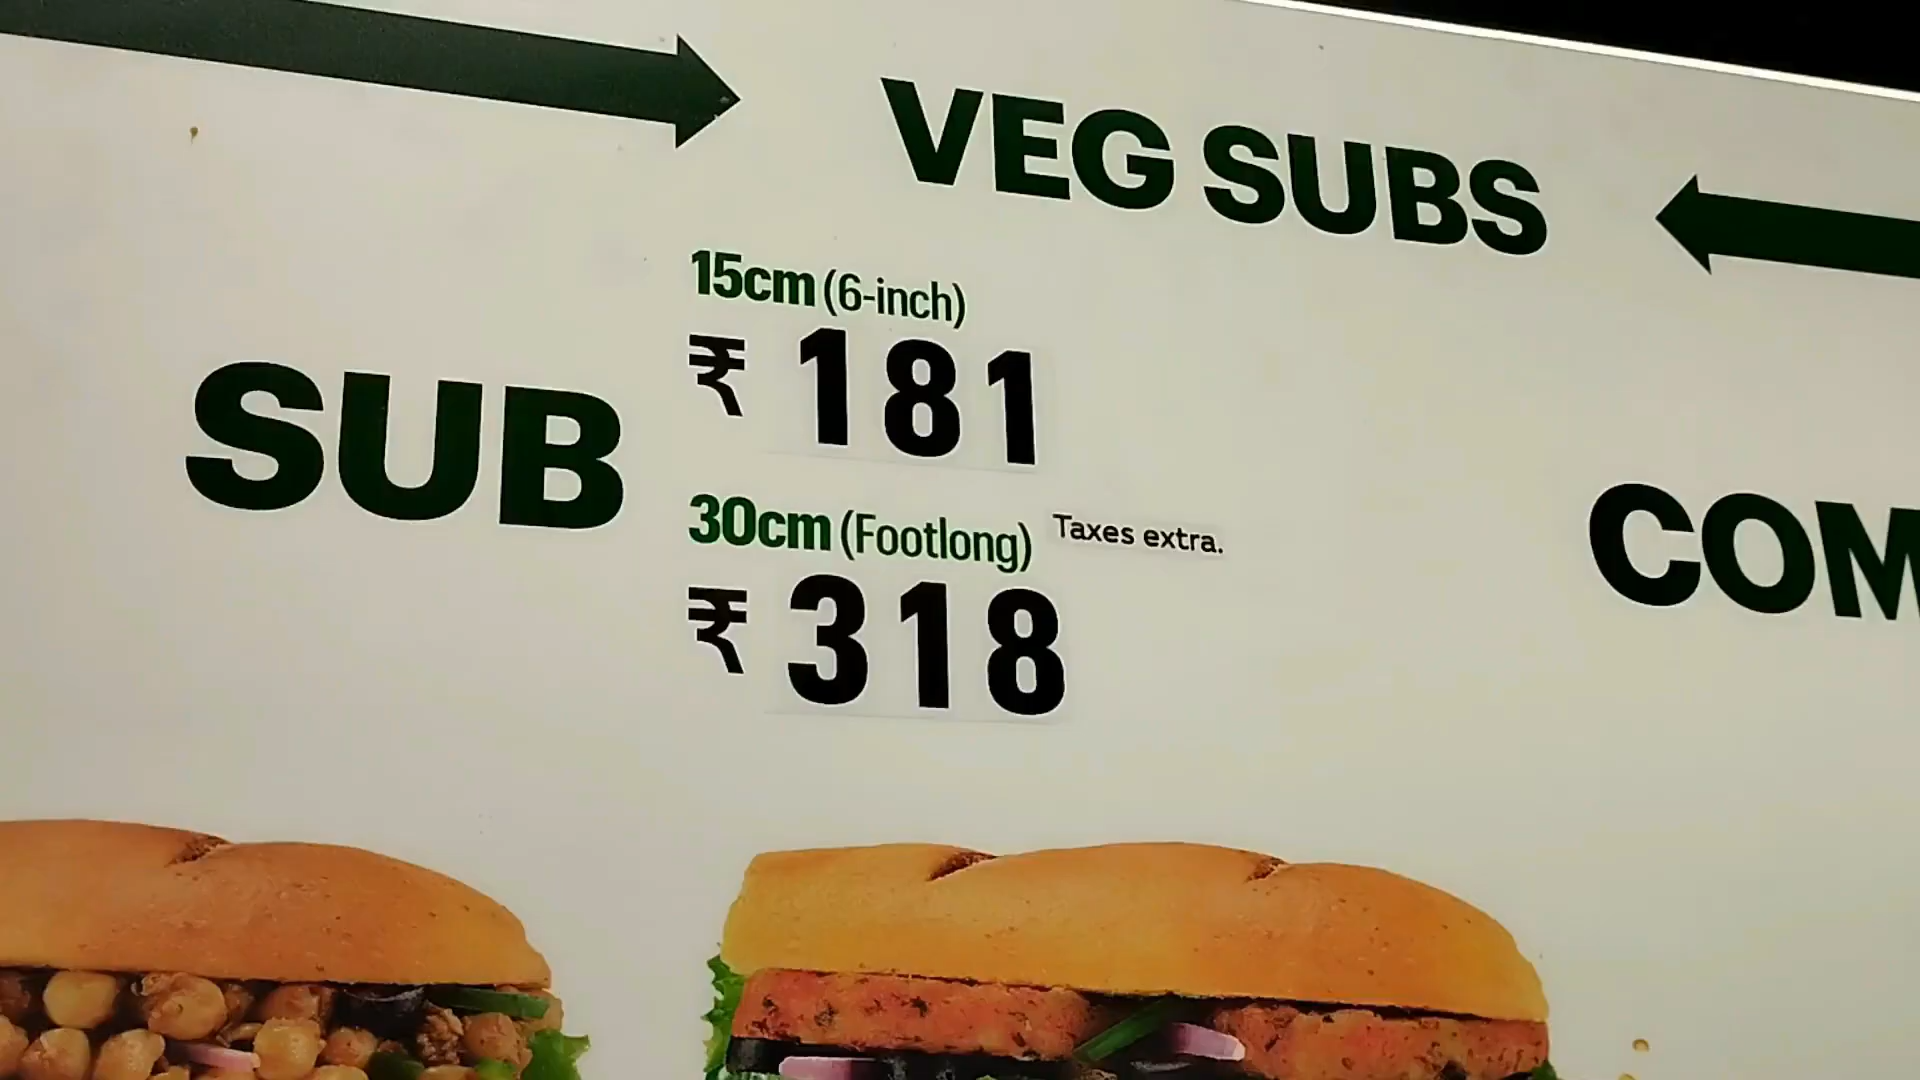 VEG SUBS
15cm (6-inch)
₹ 181
SUB
30cm (Footlong) Taxes extra.
₹ 318
COM